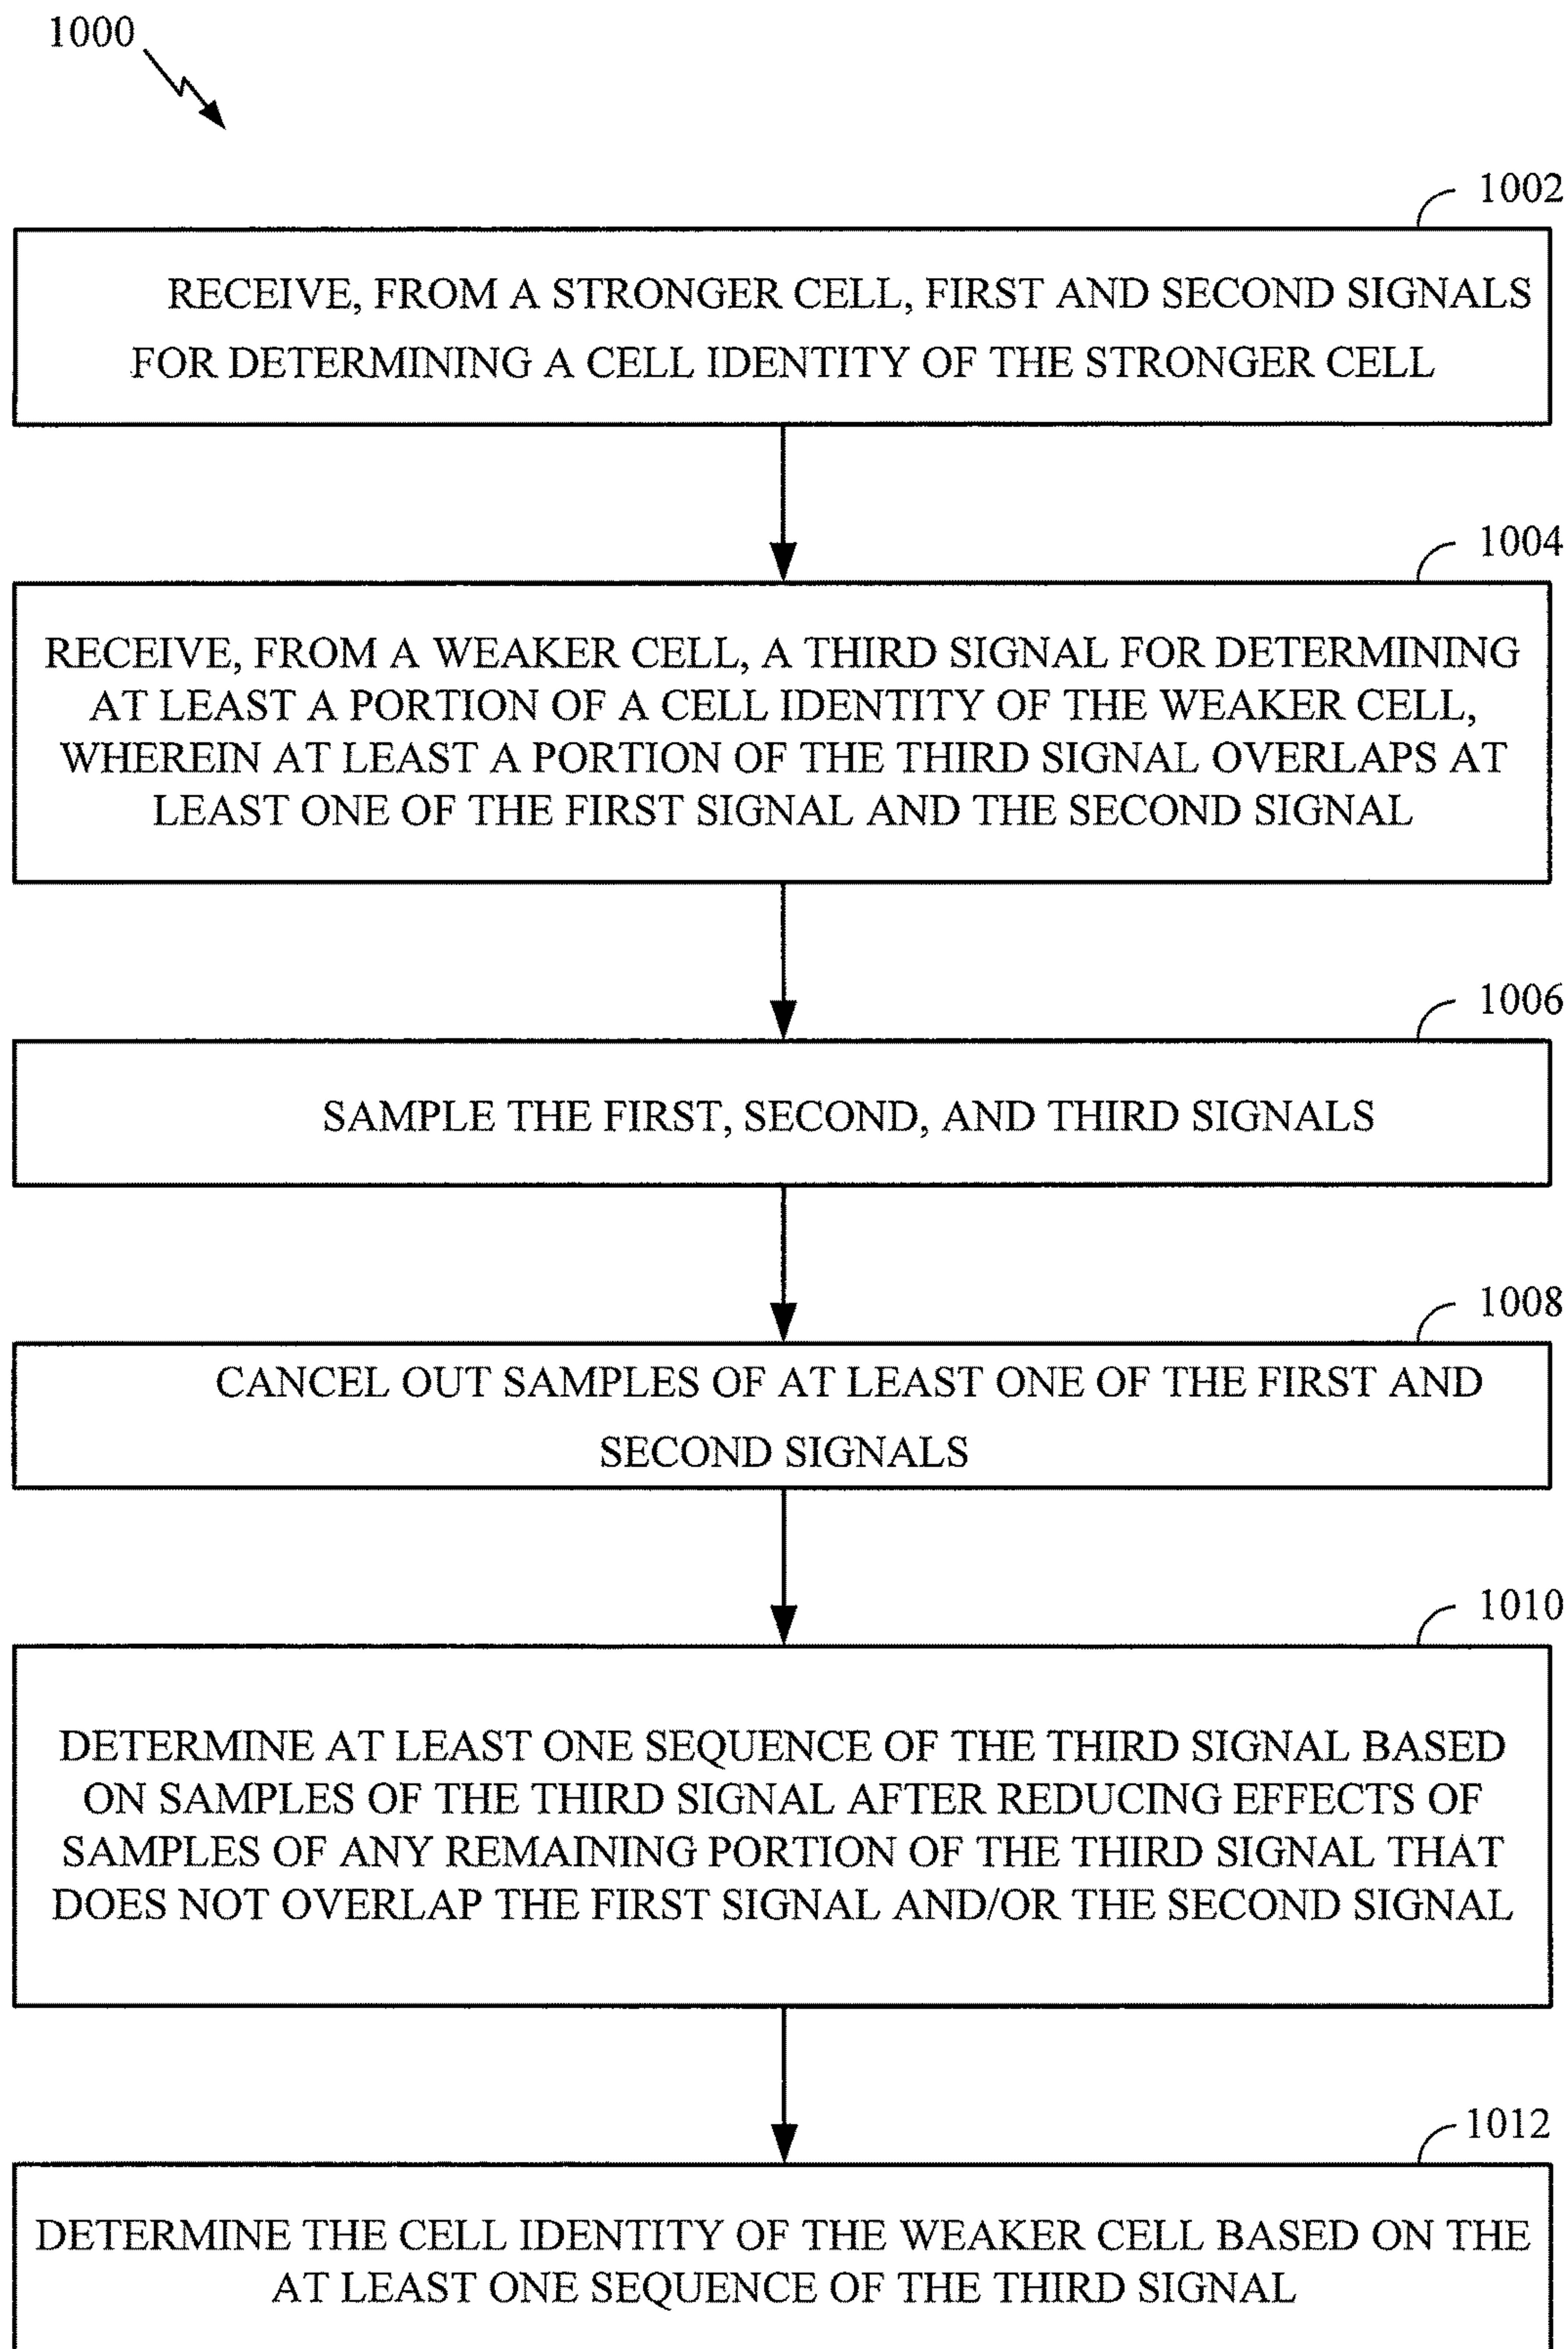 1000
1002
RECEIVE, FROM A STRONGER CELL, FIRST AND SECOND SIGNALS
FOR DETERMINING A CELL IDENTITY OF THE STRONGER CELL
1004
RECEIVE, FROM A WEAKER CELL, A THIRD SIGNAL FOR DETERMINING
AT LEAST A PORTION OF A CELL IDENTITY OF THE WEAKER CELL,
WHEREIN AT LEAST A PORTION OF THE THIRD SIGNAL OVERLAPS AT
LEAST ONE OF THE FIRST SIGNAL AND THE SECOND SIGNAL
1006
SAMPLE THE FIRST, SECOND, AND THIRD SIGNALS
1008
CANCEL OUT SAMPLES OF AT LEAST ONE OF THE FIRST AND
SECOND SIGNALS
1010
DETERMINE AT LEAST ONE SEQUENCE OF THE THIRD SIGNAL BASED
ON SAMPLES OF THE THIRD SIGNAL AFTER REDUCING EFFECTS OF
SAMPLES OF ANY REMAINING PORTION OF THE THIRD SIGNAL THAT
DOES NOT OVERLAP THE FIRST SIGNAL AND/OR THE SECOND SIGNAL
1012
DETERMINE THE CELL IDENTITY OF THE WEAKER CELL BASED ON THE
AT LEAST ONE SEQUENCE OF THE THIRD SIGNAL